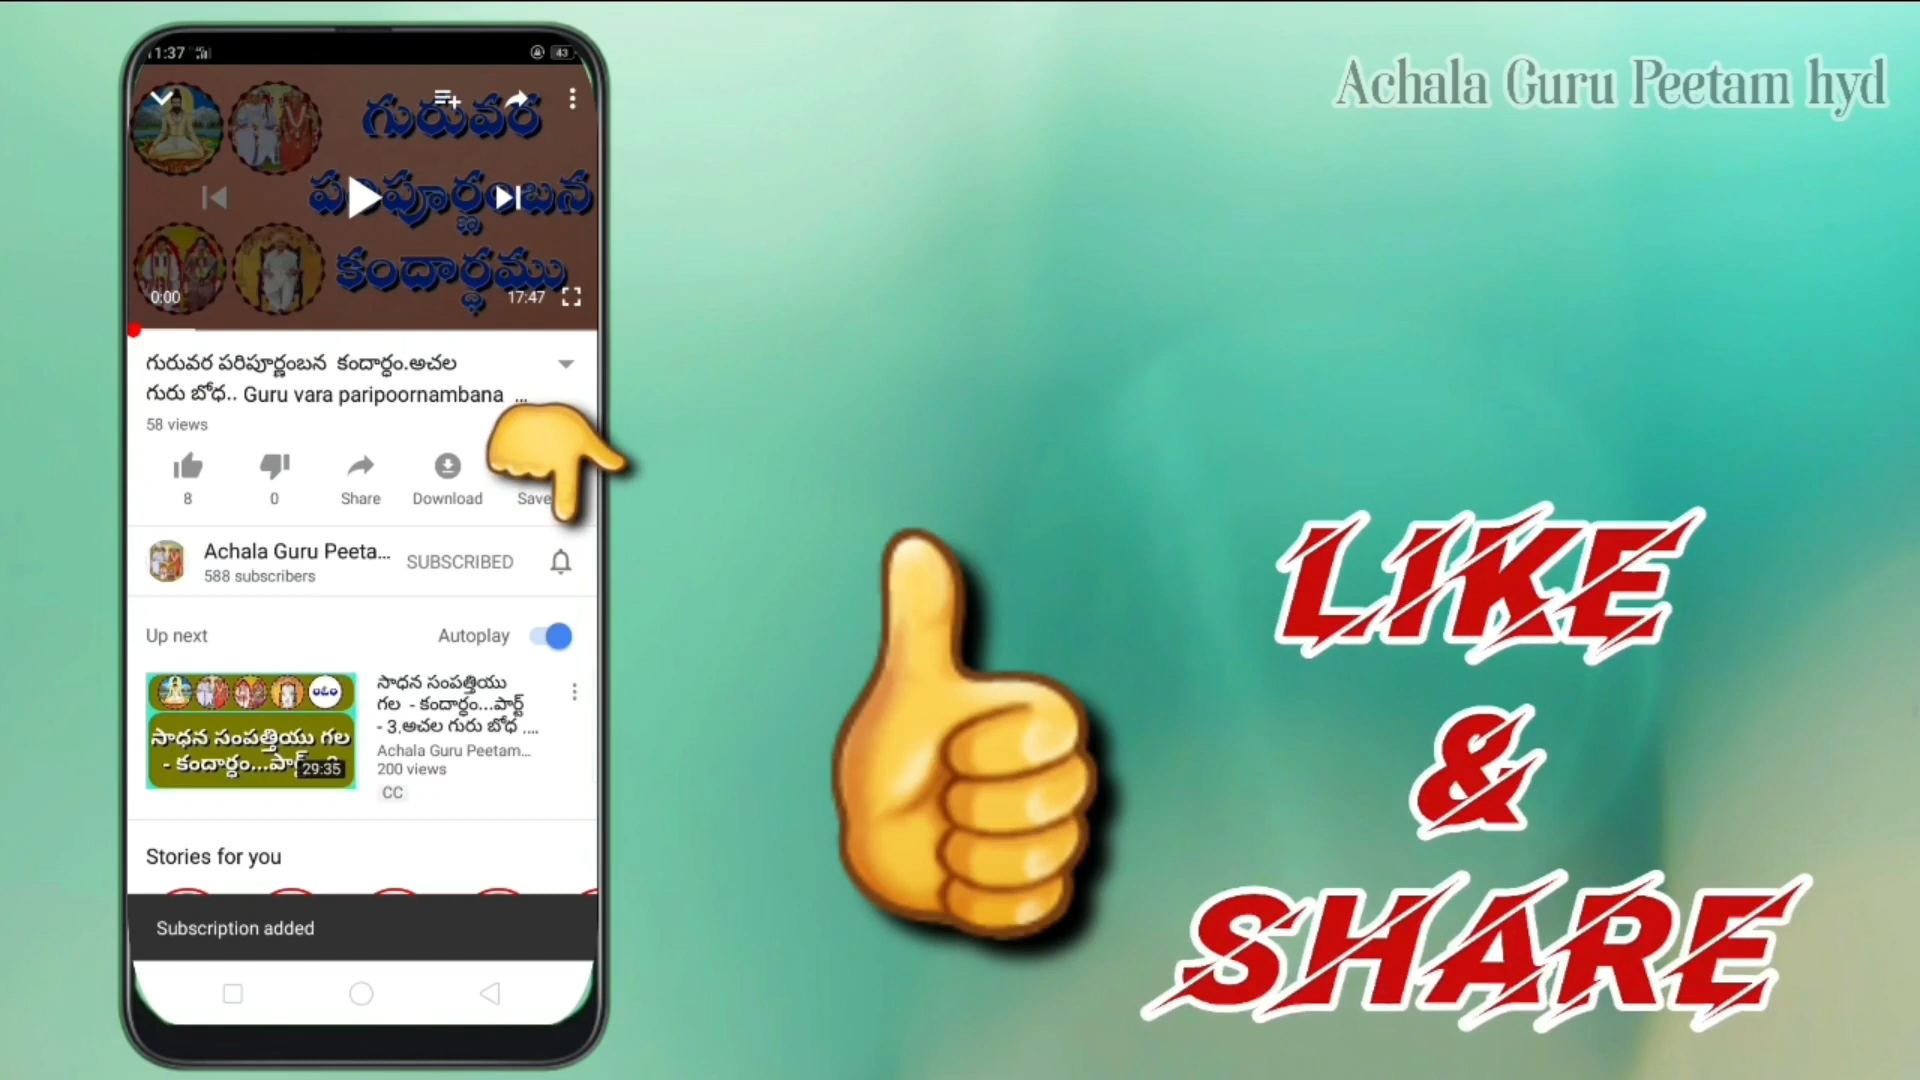 11:37
43
Achala Guru Peetam hyd
గురువర
పరిపూర్ణంబన
కందార్థము
0:00
17:47
గురువర పరిపూర్ణంబన కందార్థం.అచల
గురు బోధ.. Guru vara paripoornambana ...
58 views
8
0
Share
Download
Save
Achala Guru Peeta...
SUBSCRIBED
588 subscribers
Up next
Autoplay
సాధన సంపత్తియు గల
- కందార్థం...పార్ట్
29:35
సాధన సంపత్తియు
గల - కందార్థం...పార్ట్
- 3.అచల గురు బోధ ....
Achala Guru Peetam...
200 views
CC
Stories for you
Subscription added
LIKE
&
SHARE